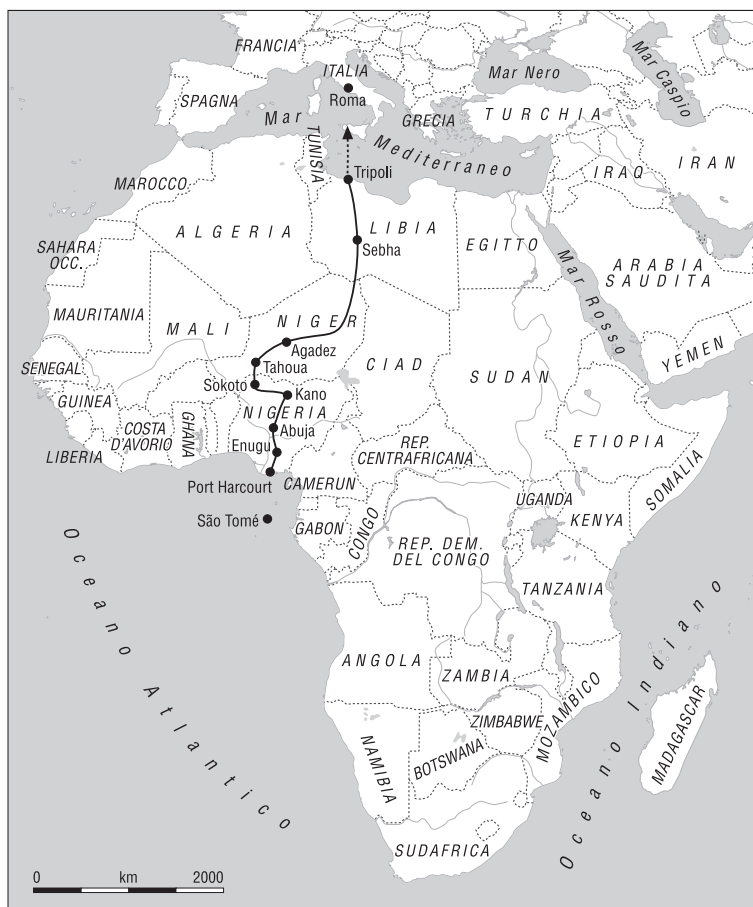 FRANCIA
ITALIA
Roma
SPAGNA
Mar Nero
Mar Caspio
GRECIA
TURCHIA
Mar Mediterraneo
TUNISIA
Tripoli
IRAQ
IRAN
MAROCCO
ALGERIA
LIBIA
Sebha
EGITTO
SAHARA
OCC.
ARABIA
SAUDITA
Mar Rosso
MAURITANIA
MALI
NIGER
Agadez
CIAD
SUDAN
YEMEN
Tahoua
SENEGAL
Sokoto
Kano
GUINEA
NIGERIA
COSTA
D'AVORIO
GHANA
Abuja
LIBERIA
Enugu
REP.
CENTRAFRICANA
ETIOPIA
SOMALIA
Port Harcourt
CAMERUN
São Tomé
GABON
CONGO
UGANDA
KENYA
REP. DEM.
DEL CONGO
TANZANIA
Oceano Atlantico
Oceano Indiano
ANGOLA
ZAMBIA
ZIMBABWE
MOZAMBICO
MADAGASCAR
NAMIBIA
BOTSWANA
SUDAFRICA
0 km 2000